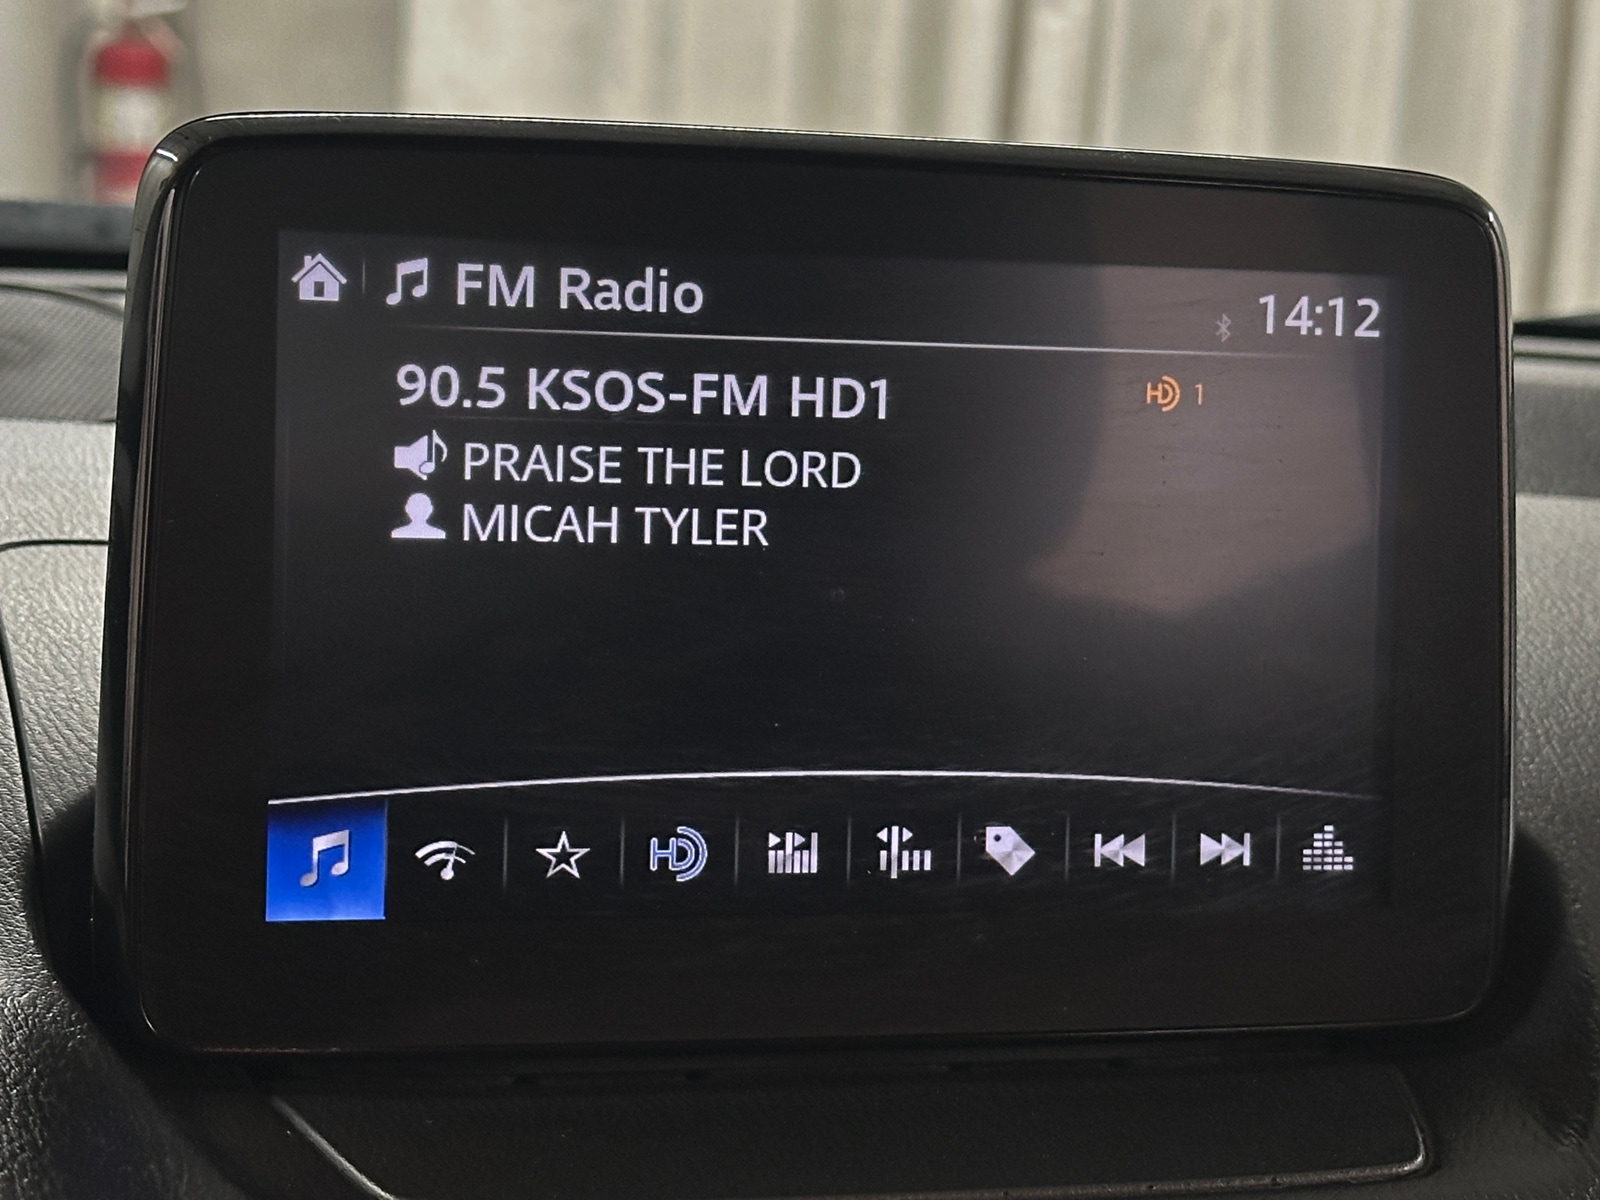 FM Radio
14:12
90.5 KSOS-FM HD1
HD 1
PRAISE THE LORD
MICAH TYLER
HD